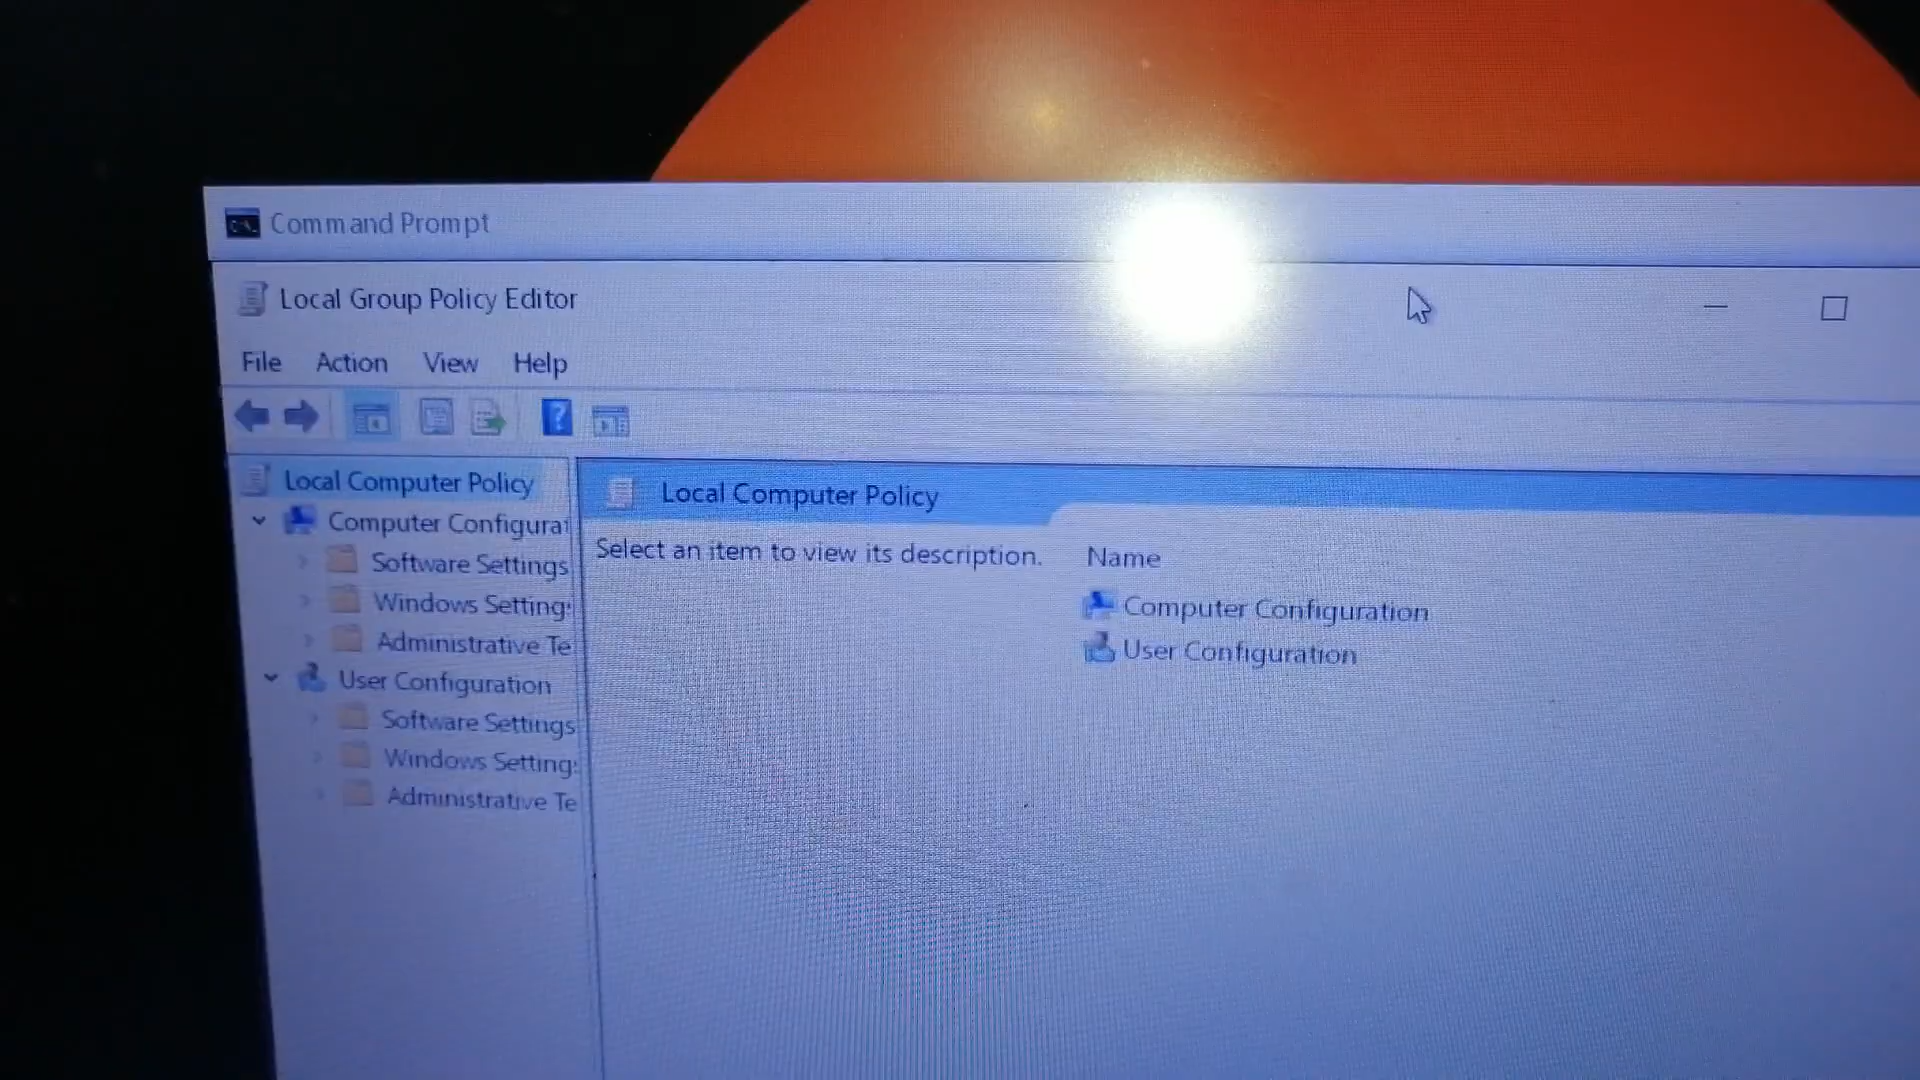 Command Prompt
Local Group Policy Editor
File Action View Help
Local Computer Policy
Computer Configurat
Software Settings
Windows Setting
Administrative Te
User Configuration
Software Settings
Windows Setting
Administrative Te
Local Computer Policy
Select an item to view its description.
Name
Computer Configuration
User Configuration